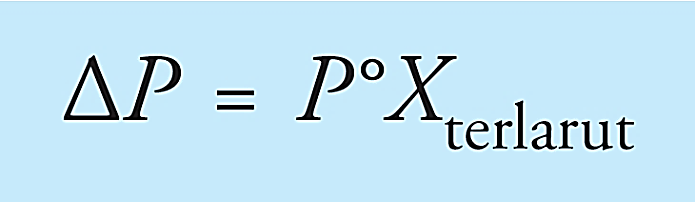 ΔP = P°X_terlarut